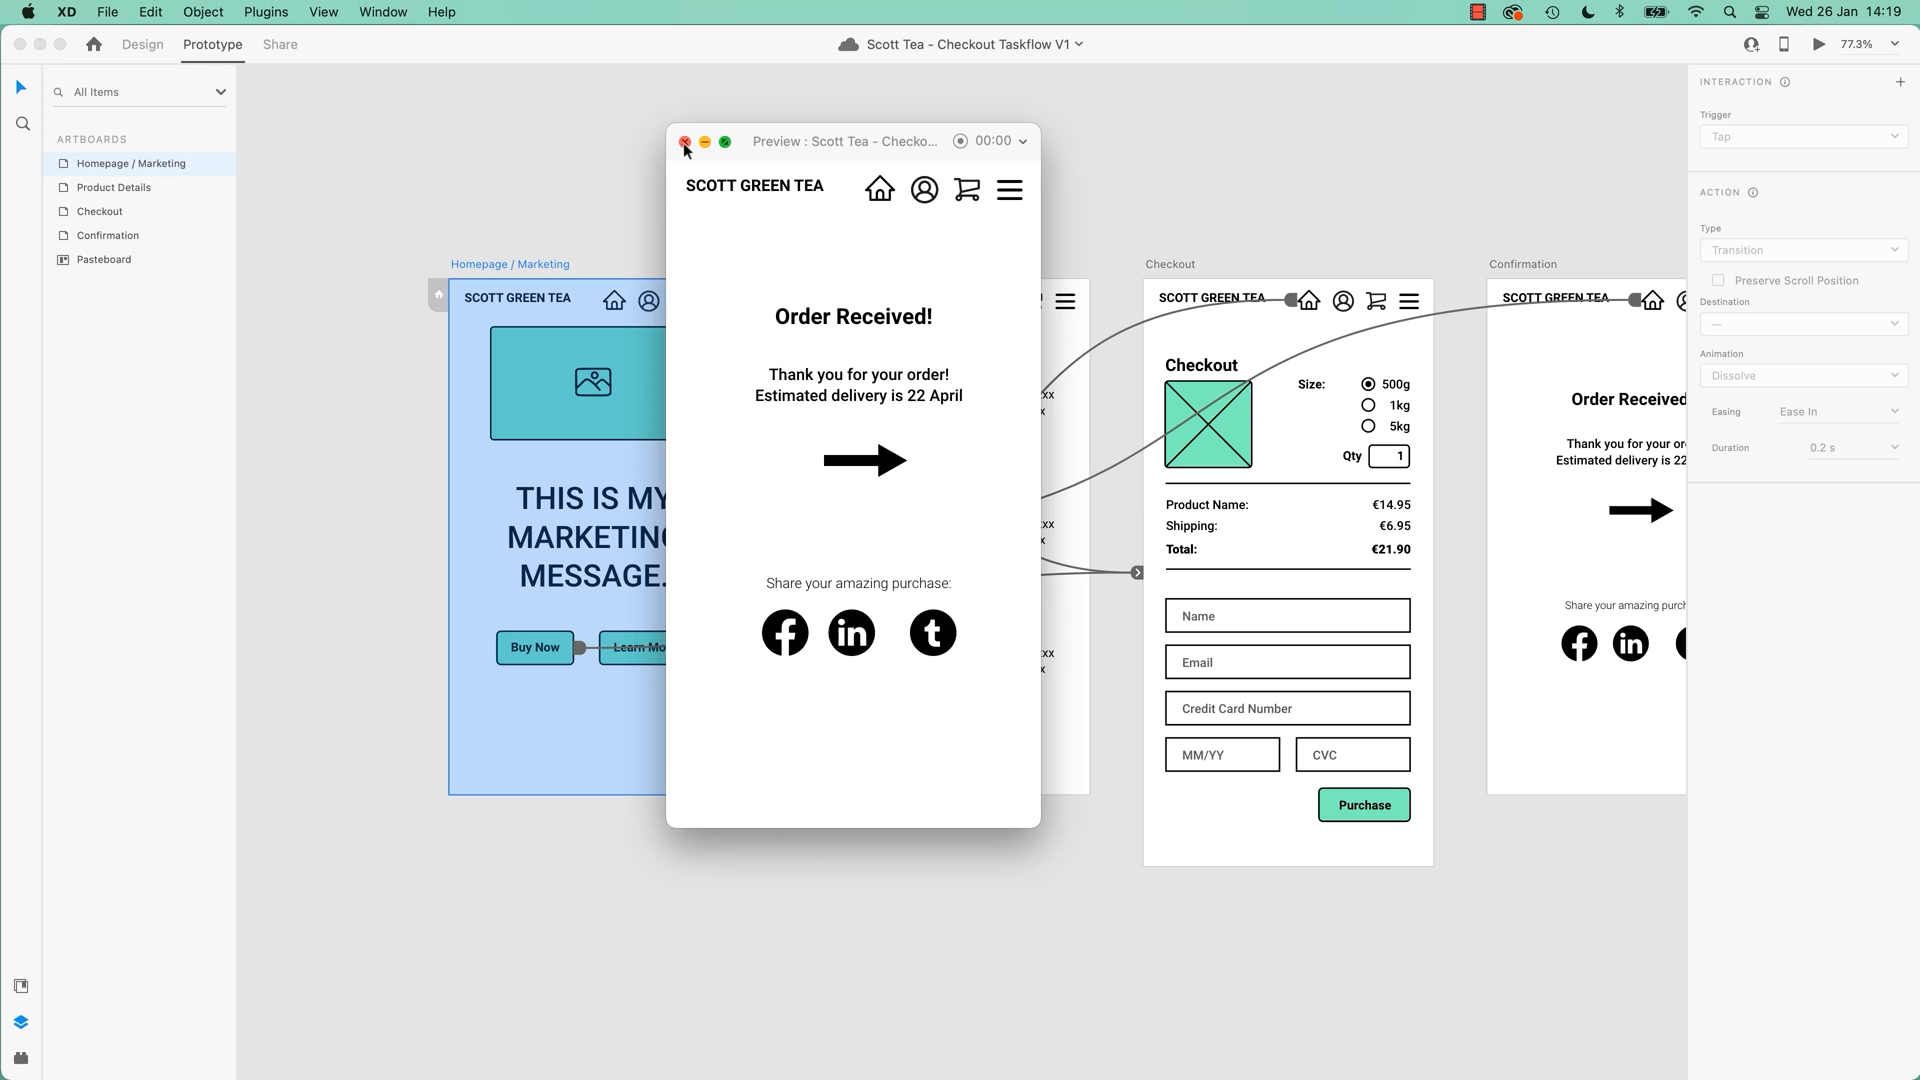 XD File Edit Object Plugins View Window Help
Wed 26 Jan 14:19
Design Prototype Share
Scott Tea - Checkout Taskflow V1
77.3%
All Items
ARTBOARDS
Homepage / Marketing
Product Details
Checkout
Confirmation
Pasteboard
Homepage / Marketing
SCOTT GREEN TEA
THIS IS MY
MARKETING
MESSAGE.
Buy Now
Learn Mo
Preview : Scott Tea - Checko...
00:00
SCOTT GREEN TEA
Order Received!
Thank you for your order!
Estimated delivery is 22 April
Share your amazing purchase:
xx
x
xx
x
xx
x
Checkout
SCOTT GREEN TEA
Checkout
Size:
500g
1kg
5kg
Qty 1
Product Name: €14.95
Shipping: €6.95
Total: €21.90
Name
Email
Credit Card Number
MM/YY
CVC
Purchase
Confirmation
SCOTT GREEN TEA
Order Received
Thank you for your or
Estimated delivery is 22
Share your amazing purch
INTERACTION
Trigger
Tap
ACTION
Type
Transition
Preserve Scroll Position
Destination
—
Animation
Dissolve
Easing Ease In
Duration 0.2 s